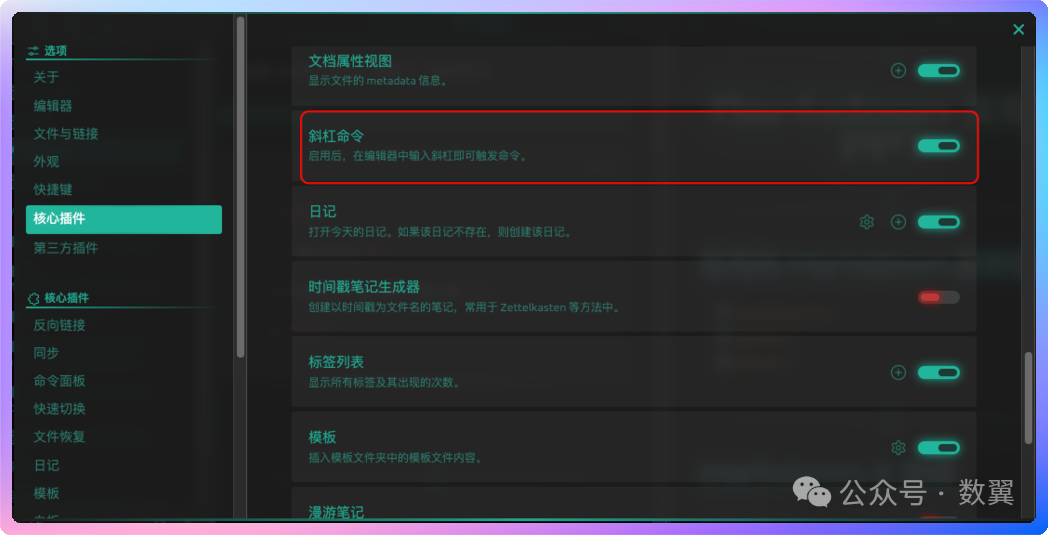 选项
关于
编辑器
文件与链接
外观
快捷键
核心插件
第三方插件
核心插件
反向链接
同步
命令面板
快速切换
文件恢复
日记
模板
文档属性视图
显示文件的 metadata 信息。
斜杠命令
启用后，在编辑器中输入斜杠即可触发命令。
日记
打开今天的日记。如果该日记不存在，则创建该日记。
时间戳笔记生成器
创建以时间戳为文件名的笔记，常用于 Zettelkasten 等方法中。
标签列表
显示所有标签及其出现的次数。
模板
插入模板文件夹中的模板文件内容。
漫游笔记
公众号 · 数翼